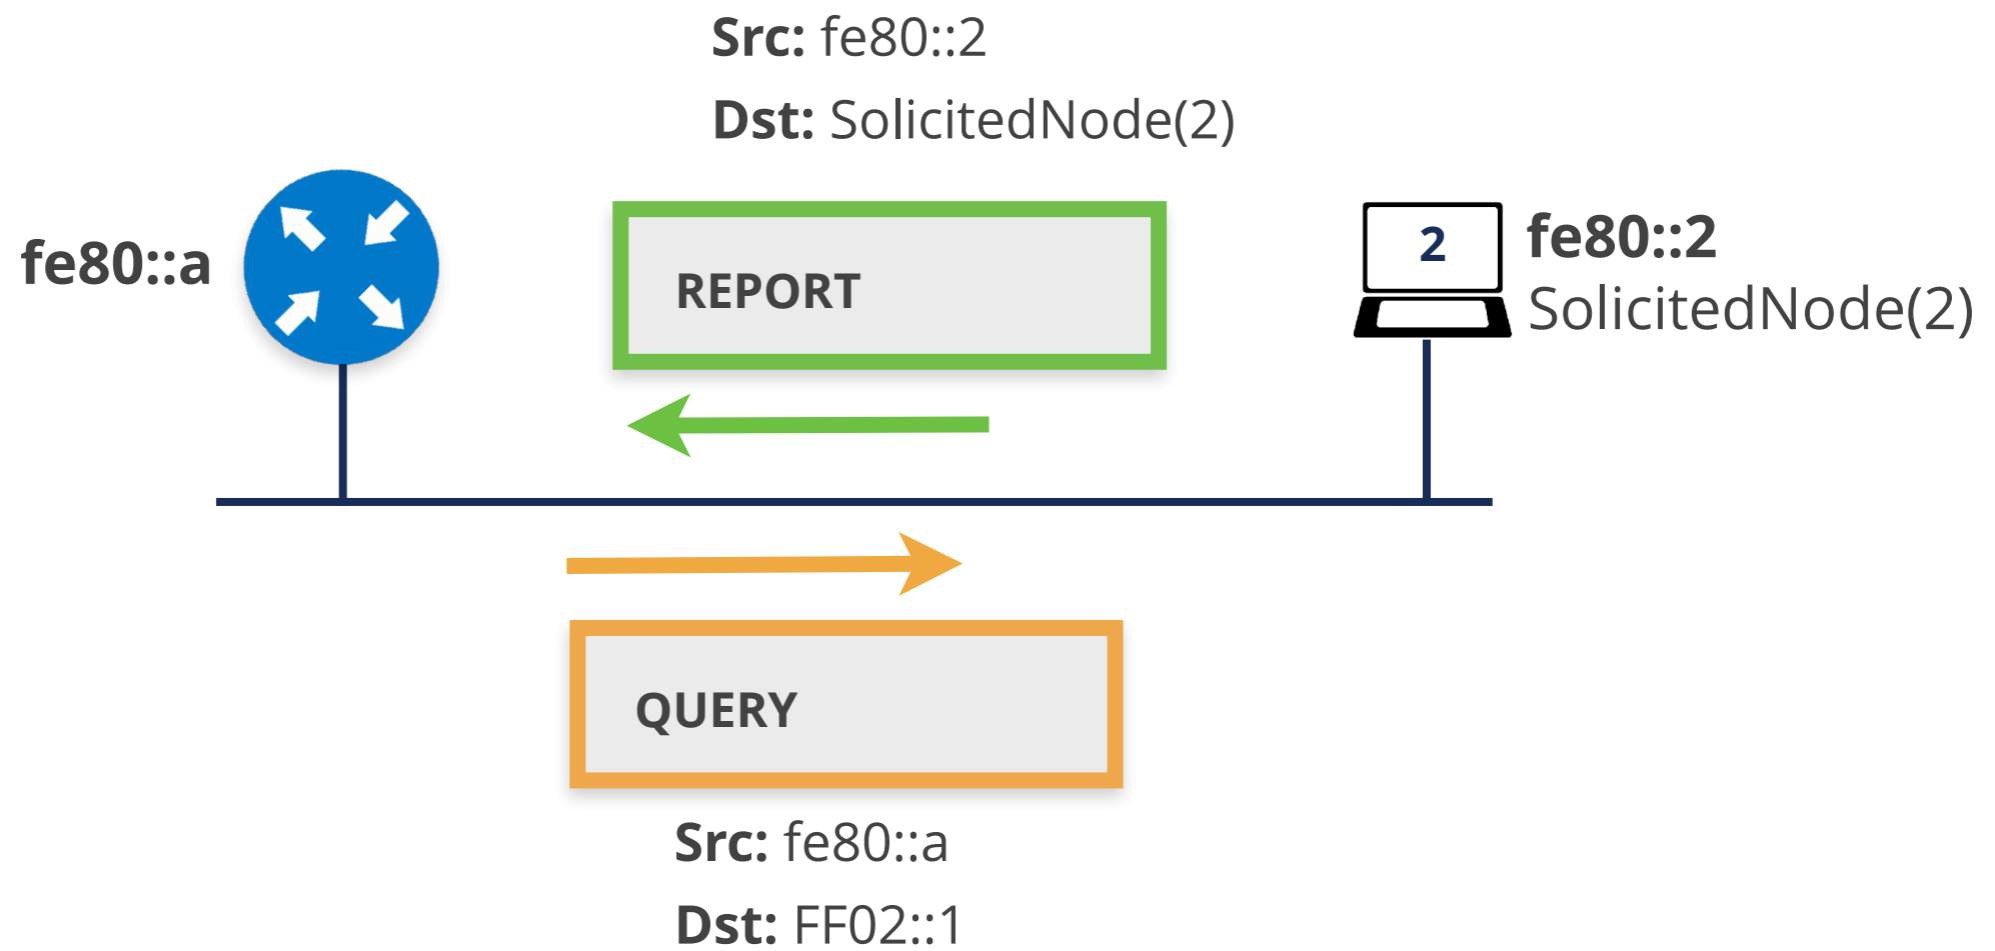 Src: fe80::2
Dst: SolicitedNode(2)
fe80::a
REPORT
2
fe80::2
SolicitedNode(2)
QUERY
Src: fe80::a
Dst: FF02::1